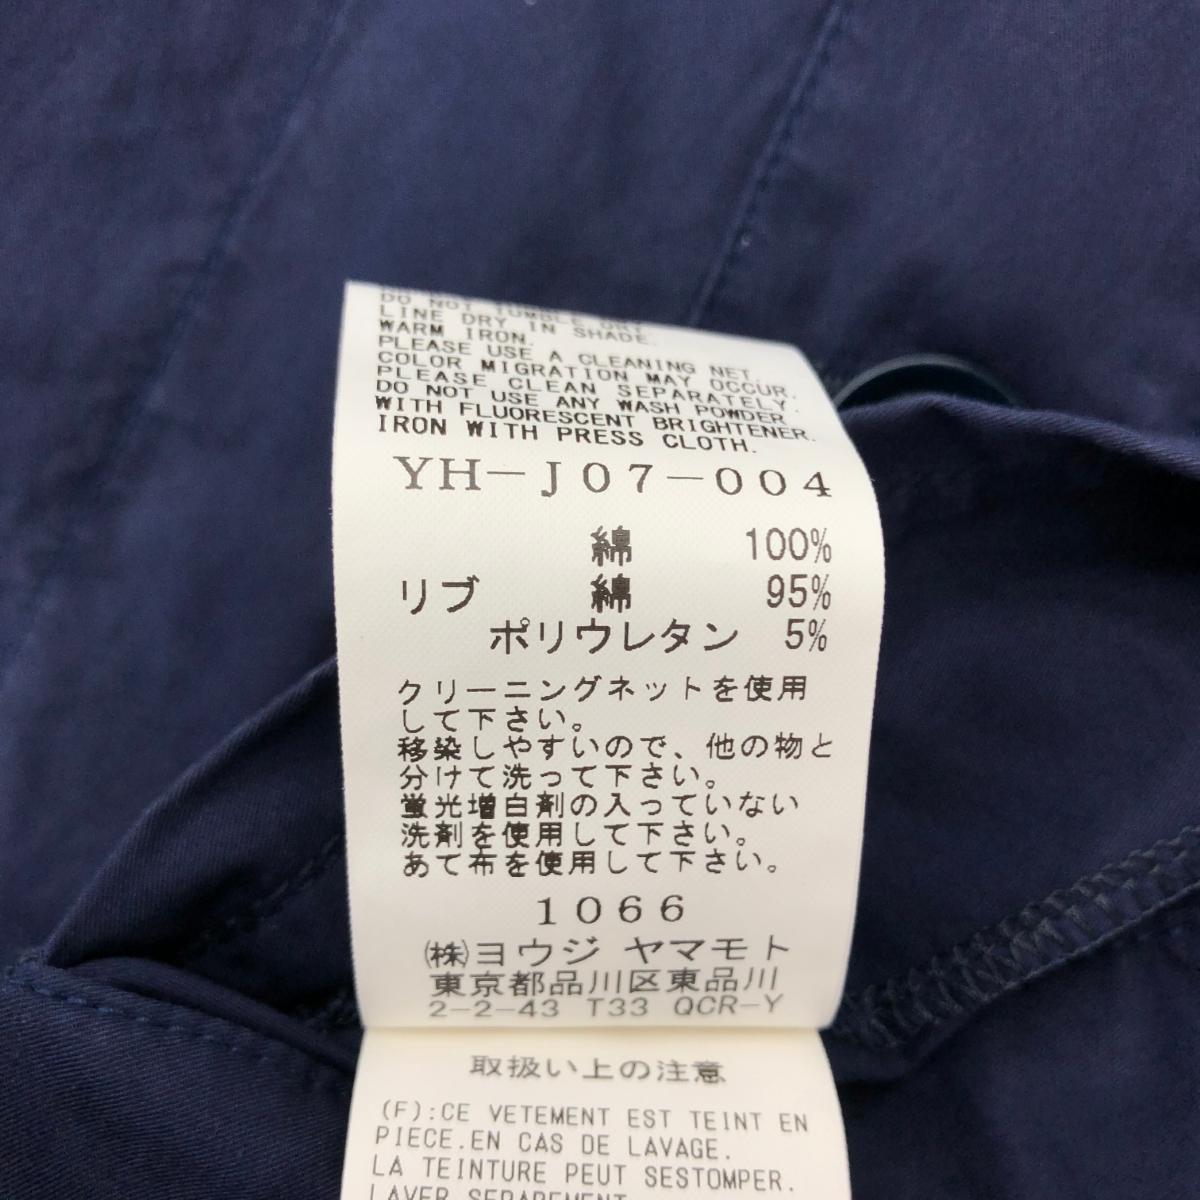 DO NOT TUMBLE DRY.
LINE DRY IN SHADE.
WARM IRON.
PLEASE USE A CLEANING NET.
COLOR MIGRATION MAY OCCUR.
PLEASE CLEAN SEPARATELY.
DO NOT USE ANY WASH POWDER
WITH FLUORESCENT BRIGHTENER.
IRON WITH PRESS CLOTH.
YH-J07-004
綿 100%
リブ 綿 95%
ポリウレタン 5%
クリーニングネットを使用
して下さい。
移染しやすいので、他の物と
分けて洗って下さい。
蛍光増白剤の入っていない
洗剤を使用して下さい。
あて布を使用して下さい。
1066
㈱ヨウジ ヤマモト
東京都品川区東品川
2-2-43 T33 QCR-Y
取扱い上の注意
(F):CE VETEMENT EST TEINT EN
PIECE.EN CAS DE LAVAGE.
LA TEINTURE PEUT SESTOMPER.
LAVER SEPAREMENT